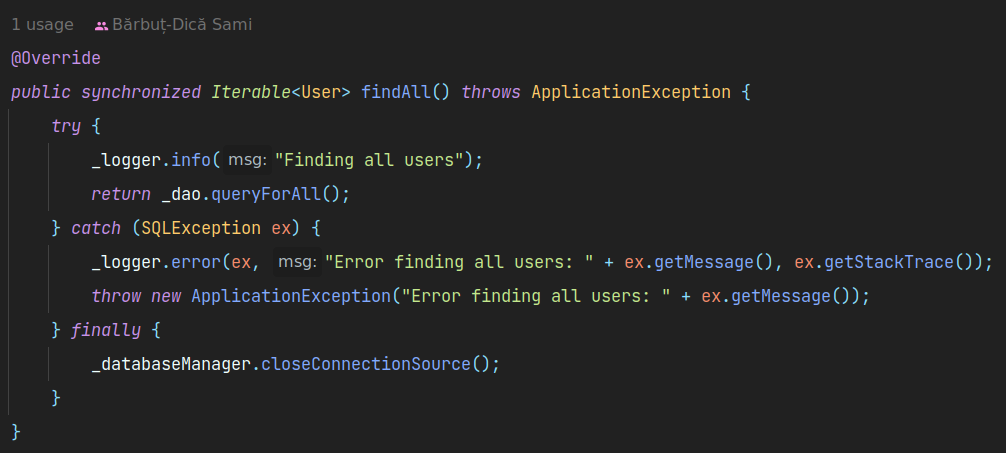 1 usage Bărbuț-Dică Sami
@Override
public synchronized Iterable<User> findAll() throws ApplicationException {
try {
_logger.info( msg: "Finding all users");
return _dao.queryForAll();
} catch (SQLException ex) {
_logger.error(ex, msg: "Error finding all users: " + ex.getMessage(), ex.getStackTrace());
throw new ApplicationException("Error finding all users: " + ex.getMessage());
} finally {
_databaseManager.closeConnectionSource();
}
}